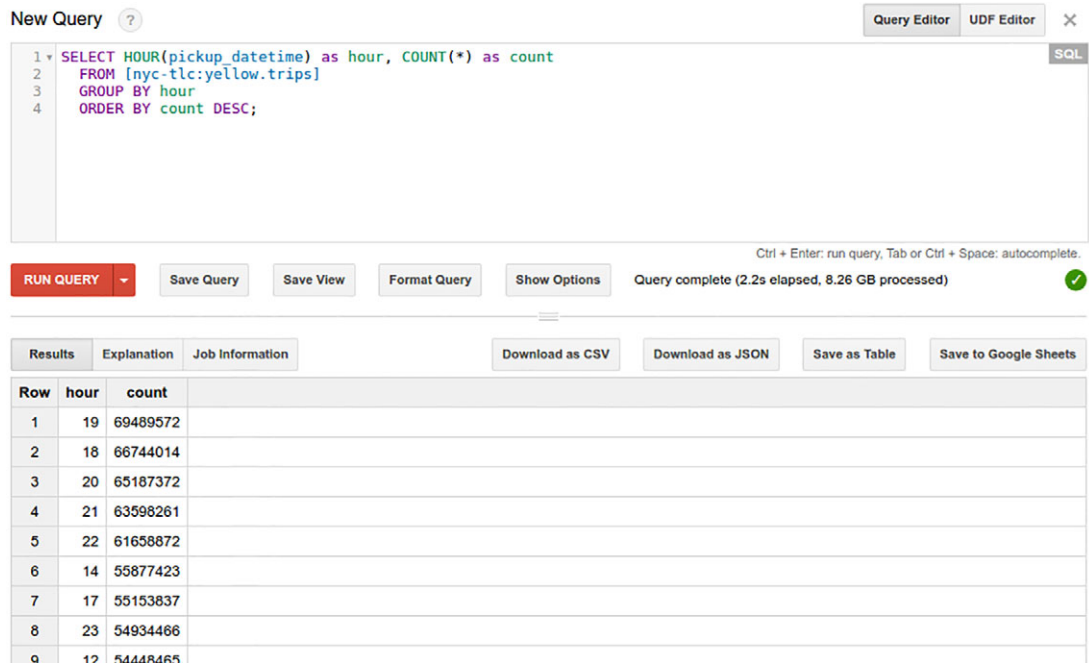 New Query ?
Query Editor UDF Editor ×
SQL
1 SELECT HOUR(pickup_datetime) as hour, COUNT(*) as count
2 FROM [nyc-tlc:yellow.trips]
3 GROUP BY hour
4 ORDER BY count DESC;
Ctrl + Enter: run query, Tab or Ctrl + Space: autocomplete.
RUN QUERY Save Query Save View Format Query Show Options Query complete (2.2s elapsed, 8.26 GB processed)
Results Explanation Job Information Download as CSV Download as JSON Save as Table Save to Google Sheets
Row hour count
1 19 69489572
2 18 66744014
3 20 65187372
4 21 63598261
5 22 61658872
6 14 55877423
7 17 55153837
8 23 54934466
9 12 54448465